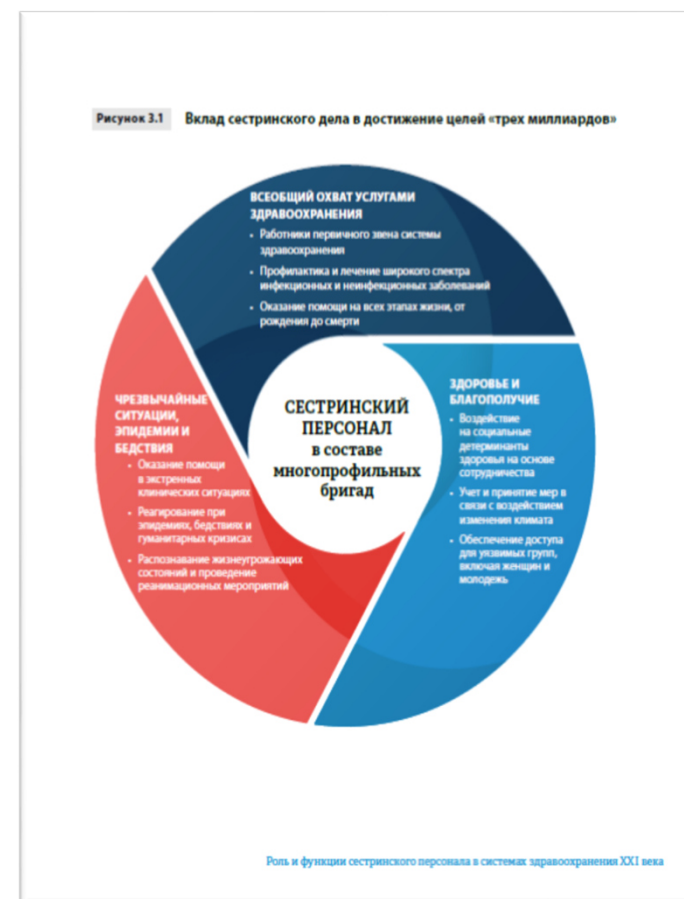 Рисунок 3.1 Вклад сестринского дела в достижение целей «трех миллиардов»
ВСЕОБЩИЙ ОХВАТ УСЛУГАМИ
ЗДРАВООХРАНЕНИЯ
• Работники первичного звена системы
здравоохранения
• Профилактика и лечение широкого спектра
инфекционных и неинфекционных заболеваний
• Оказание помощи на всех этапах жизни, от
рождения до смерти
ЧРЕЗВЫЧАЙНЫЕ
СИТУАЦИИ,
ЭПИДЕМИИ И
БЕДСТВИЯ
• Оказание помощи
в экстренных
клинических ситуациях
• Реагирование при
эпидемиях, бедствиях и
гуманитарных кризисах
• Распознавание жизнеугрожающих
состояний и проведение
реанимационных мероприятий
СЕСТРИНСКИЙ
ПЕРСОНАЛ
в составе
многопрофильных
бригад
ЗДОРОВЬЕ И
БЛАГОПОЛУЧИЕ
• Воздействие
на социальные
детерминанты
здоровья на основе
сотрудничества
• Учет и принятие мер в
связи с воздействием
изменения климата
• Обеспечение доступа
для уязвимых групп,
включая женщин и
молодежь
Роль и функции сестринского персонала в системах здравоохранения XXI века